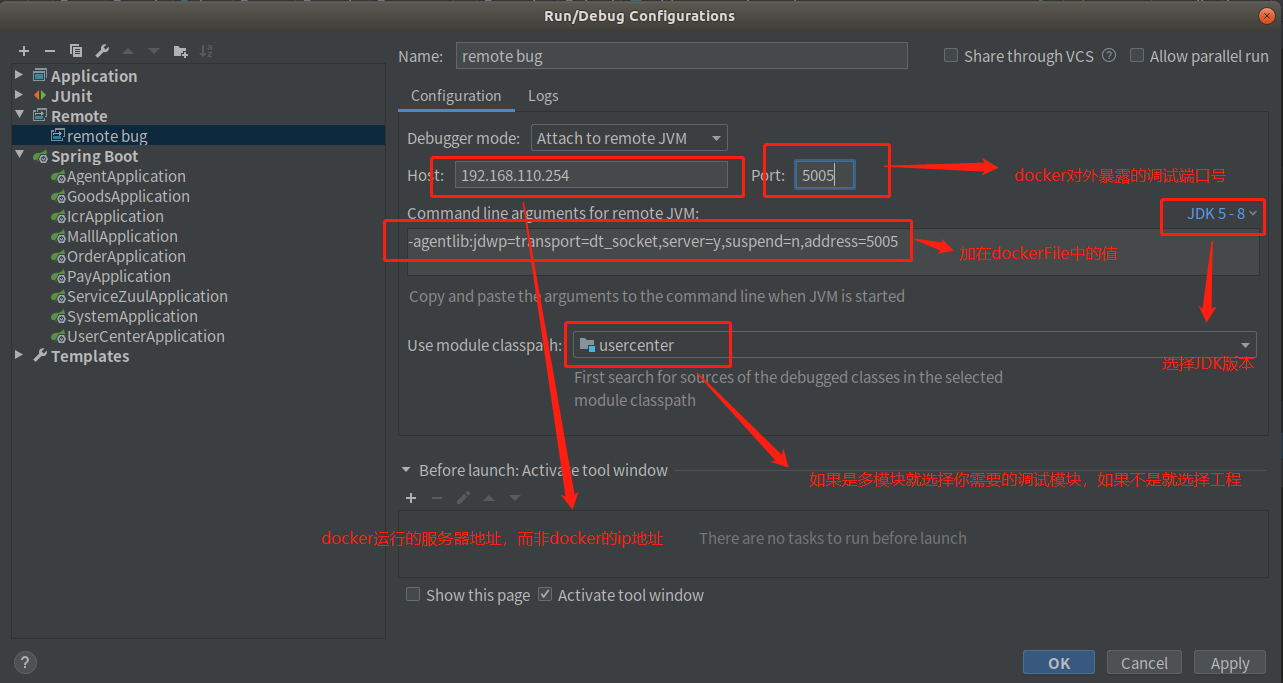 Run/Debug Configurations
Name: remote bug
Share through VCS
Allow parallel run
Application
JUnit
Remote
remote bug
Spring Boot
AgentApplication
GoodsApplication
IcrApplication
MalllApplication
OrderApplication
PayApplication
ServiceZuulApplication
SystemApplication
UserCenterApplication
Templates
Configuration
Logs
Debugger mode: Attach to remote JVM
Host: 192.168.110.254
Port: 5005
docker对外暴露的调试端口号
Command line arguments for remote JVM:
JDK 5 - 8
-agentlib:jdwp=transport=dt_socket,server=y,suspend=n,address=5005
加在dockerFile中的值
Copy and paste the arguments to the command line when JVM is started
Use module classpath: usercenter
选择JDK版本
First search for sources of the debugged classes in the selected
module classpath
Before launch: Activate tool window
如果是多模块就选择你需要的调试模块，如果不是就选择工程
docker运行的服务器地址，而非docker的ip地址
There are no tasks to run before launch
Show this page
Activate tool window
?
OK
Cancel
Apply